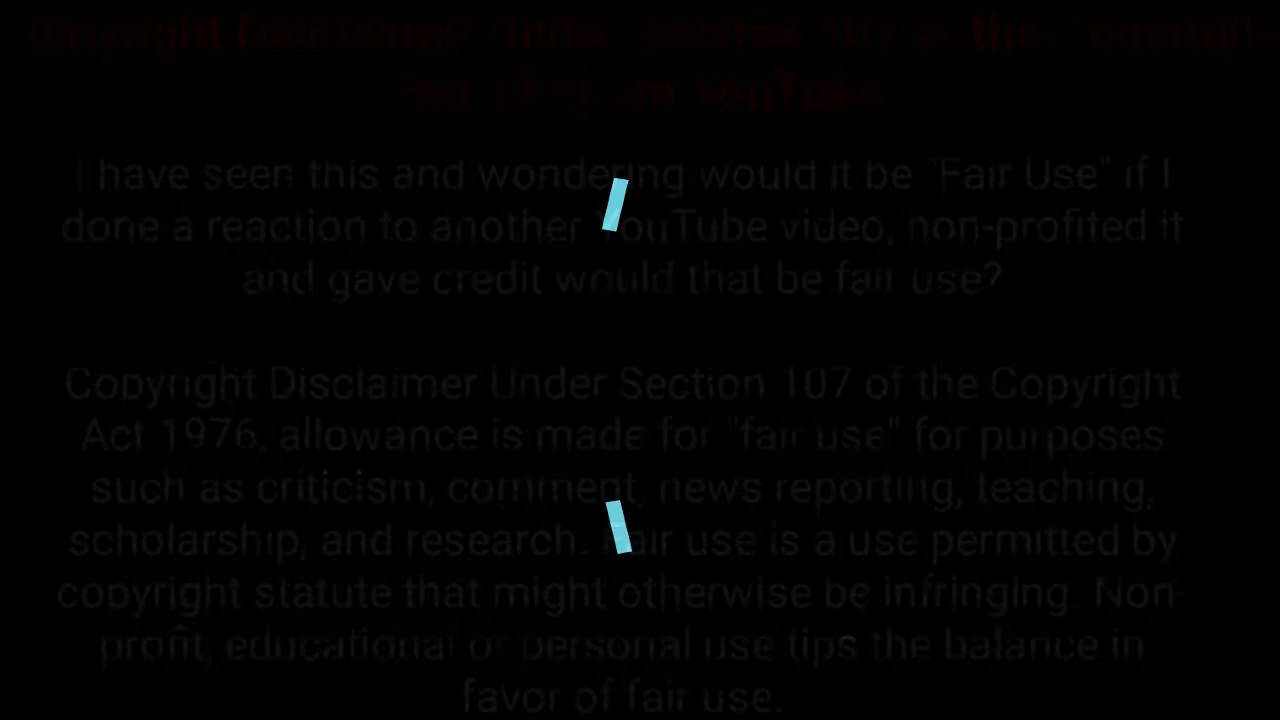 Copyright Disclaimer Under Section 107 of the Copyright
act 1976 and YouTube
I have seen this and wondering would it be "Fair Use" if I
done a reaction to another YouTube video, non-profited it
and gave credit would that be fair use?
Copyright Disclaimer Under Section 107 of the Copyright
Act 1976, allowance is made for "fair use" for purposes
such as criticism, comment, news reporting, teaching,
scholarship, and research. Fair use is a use permitted by
copyright statute that might otherwise be infringing. Non-
profit, educational or personal use tips the balance in
favor of fair use.